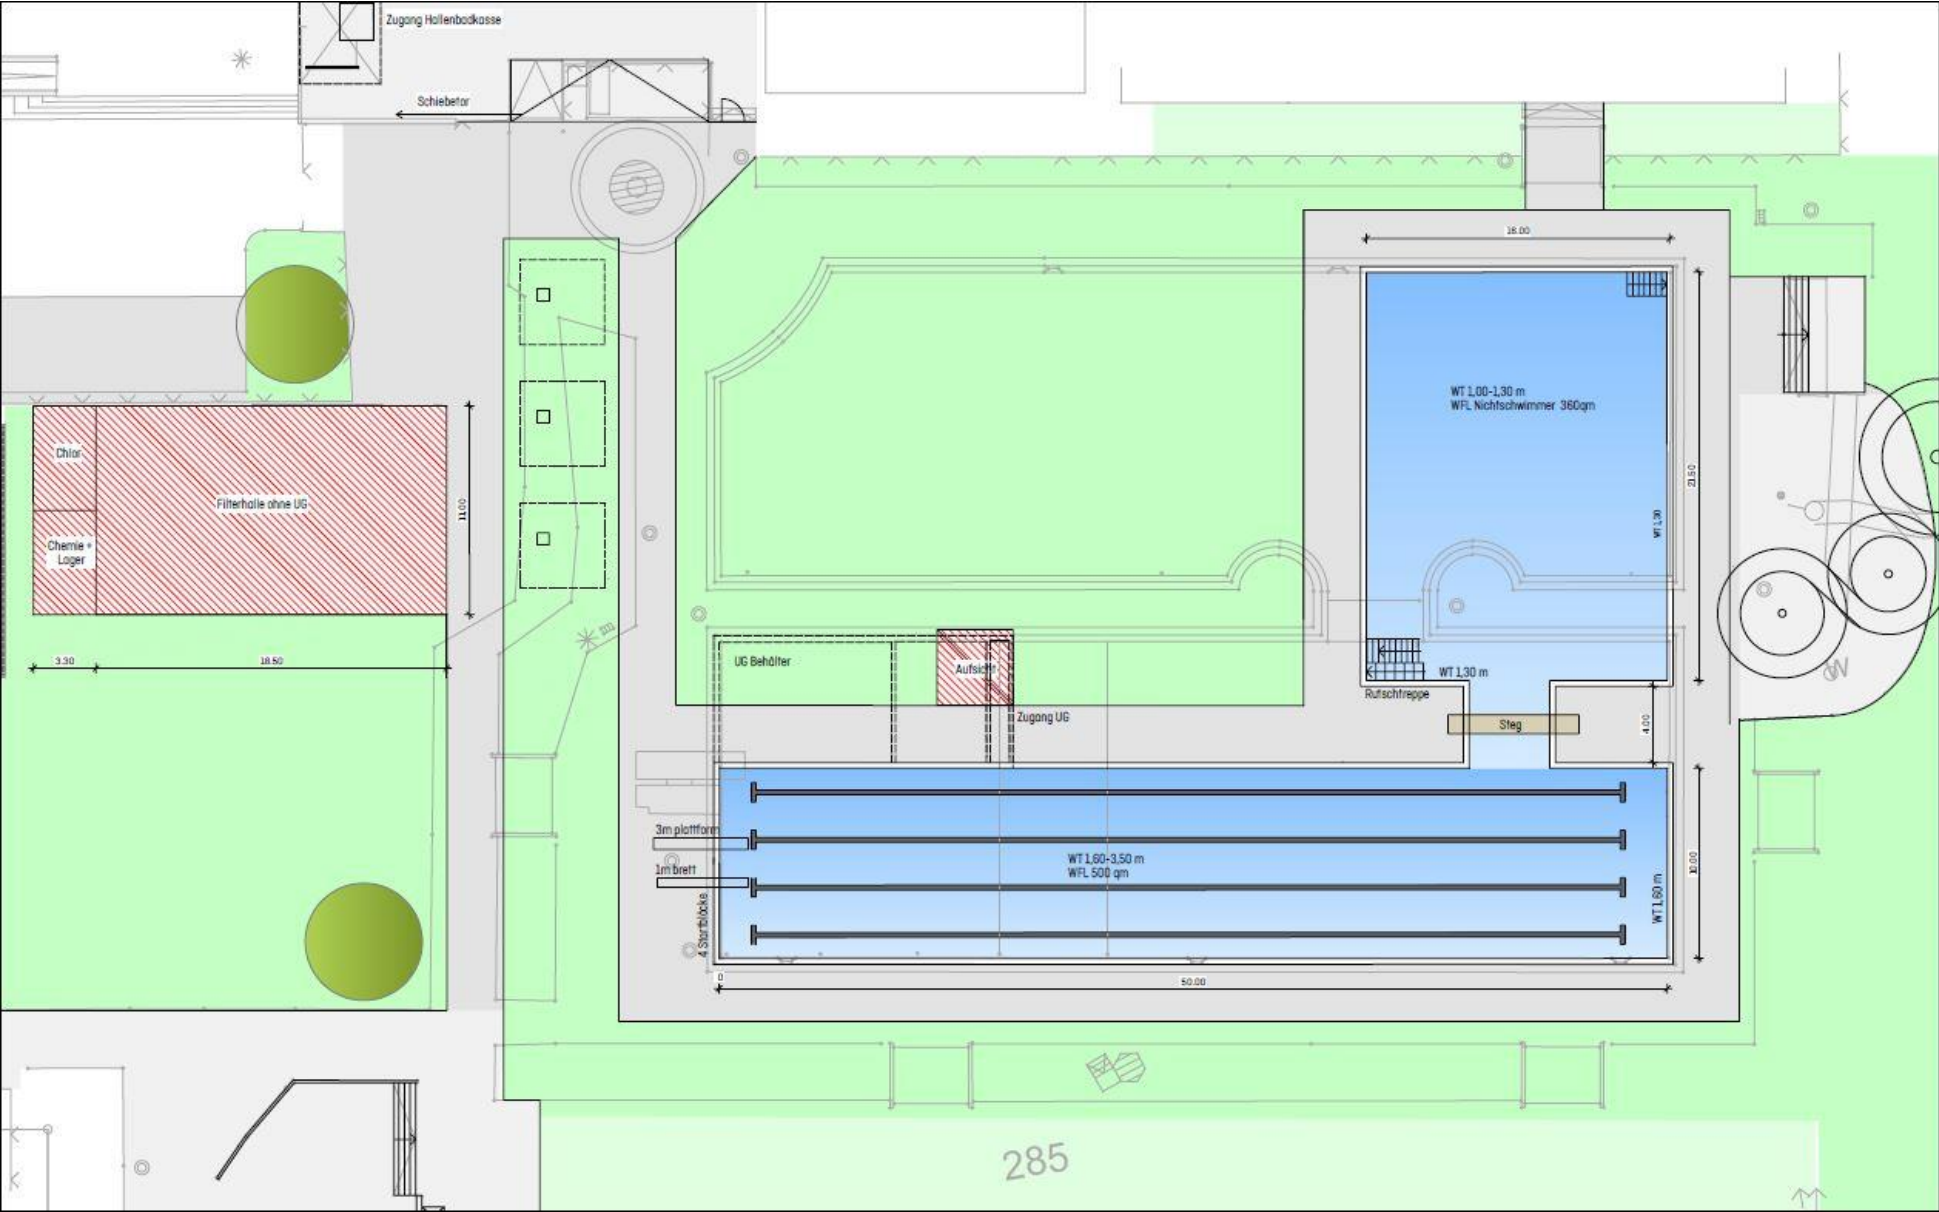 Zugang Hallenbadkasse
Schiebetor
18.00
WT 1,00-1,30 m
WFL Nichtschwimmer 360qm
Chlor
Filterhalle ohne UG
11.00
21.50
WT 1,30
Chemie +
Lager
3.30
18.50
UG Behälter
Aufsicht
WT 1,30 m
Rutschtreppe
Zugang UG
Steg
4.00
3m plattform
1m brett
WT 1,60-3,50 m
WFL 500 qm
10.00
WT 1,60 m
4 Startblöcke
0
50.00
285